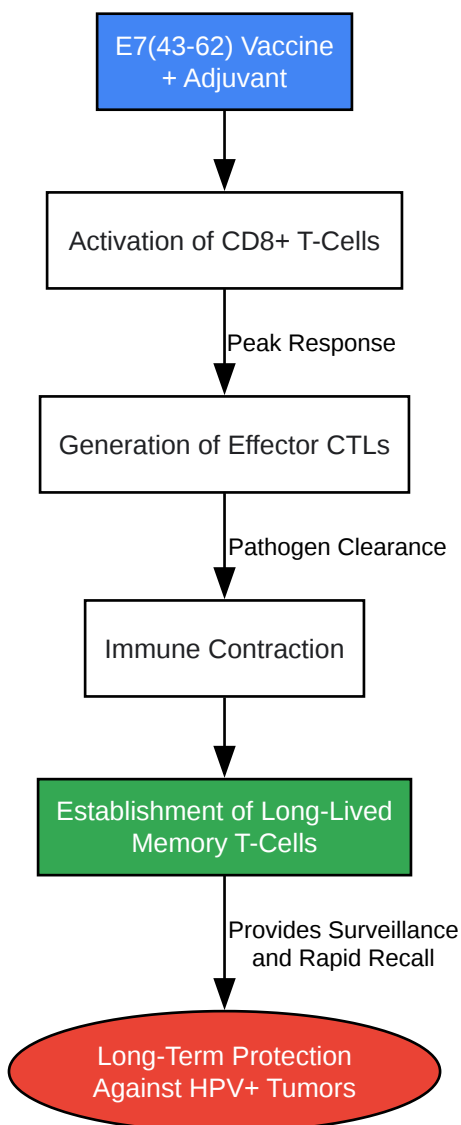 E7(43-62) Vaccine
+ Adjuvant
Activation of CD8+ T-Cells
Peak Response
Generation of Effector CTLs
Pathogen Clearance
Immune Contraction
Establishment of Long-Lived
Memory T-Cells
Provides Surveillance
and Rapid Recall
Long-Term Protection
Against HPV+ Tumors